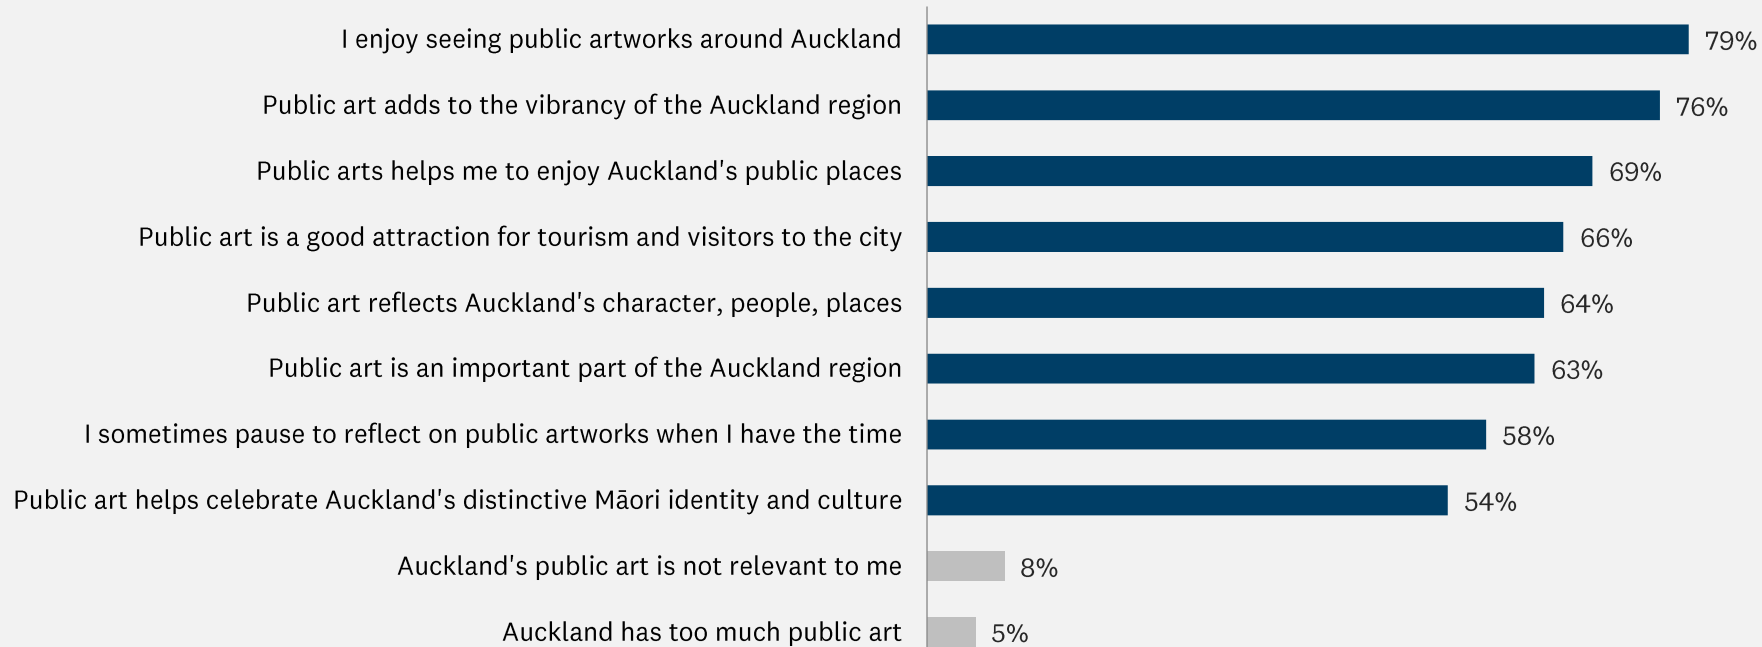 I enjoy seeing public artworks around Auckland 79%
Public art adds to the vibrancy of the Auckland region 76%
Public arts helps me to enjoy Auckland's public places 69%
Public art is a good attraction for tourism and visitors to the city 66%
Public art reflects Auckland's character, people, places 64%
Public art is an important part of the Auckland region 63%
I sometimes pause to reflect on public artworks when I have the time 58%
Public art helps celebrate Auckland's distinctive Māori identity and culture 54%
Auckland's public art is not relevant to me 8%
Auckland has too much public art 5%